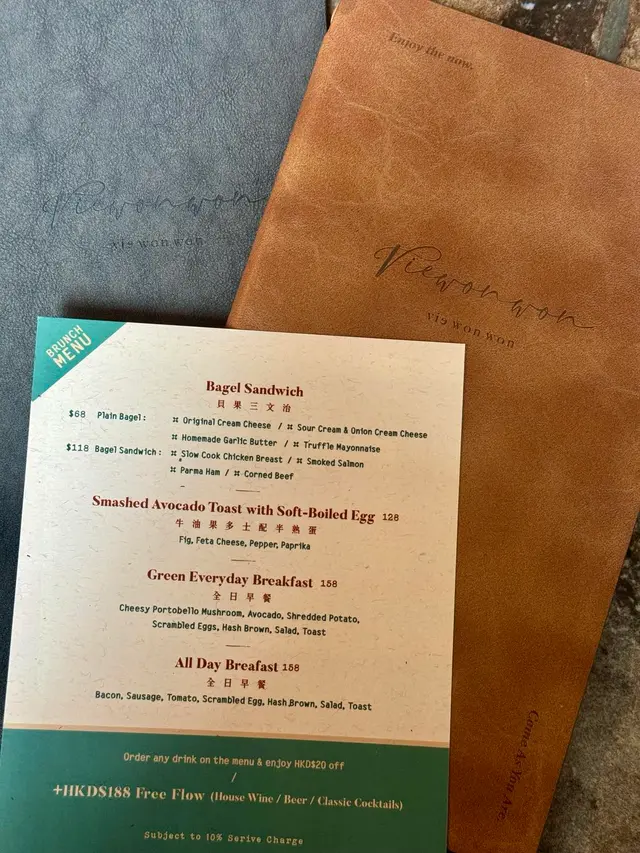 Enjoy the now.
Viewonwon
vie won won
Viewonwon
vie won won
BRUNCH
MENU
Bagel Sandwich
貝果三文治
$68 Plain Bagel : ⌗ Original Cream Cheese / ⌗ Sour Cream & Onion Cream Cheese
⌗ Homemade Garlic Butter / ⌗ Truffle Mayonnaise
$118 Bagel Sandwich : ⌗ Slow Cook Chicken Breast / ⌗ Smoked Salmon
⌗ Parma Ham / ⌗ Corned Beef
Smashed Avocado Toast with Soft-Boiled Egg 128
牛油果多士配半熟蛋
Fig, Feta Cheese, Pepper, Paprika
Green Everyday Breakfast 158
全日早餐
Cheesy Portobello Mushroom, Avocado, Shredded Potato,
Scrambled Eggs, Hash Brown, Salad, Toast
All Day Breafast 158
全日早餐
Bacon, Sausage, Tomato, Scrambled Egg, Hash Brown, Salad, Toast
Order any drink on the menu & enjoy HKD$20 off
/
+HKD$188 Free Flow (House Wine / Beer / Classic Cocktails)
Subject to 10% Serive Charge
Come As You Are